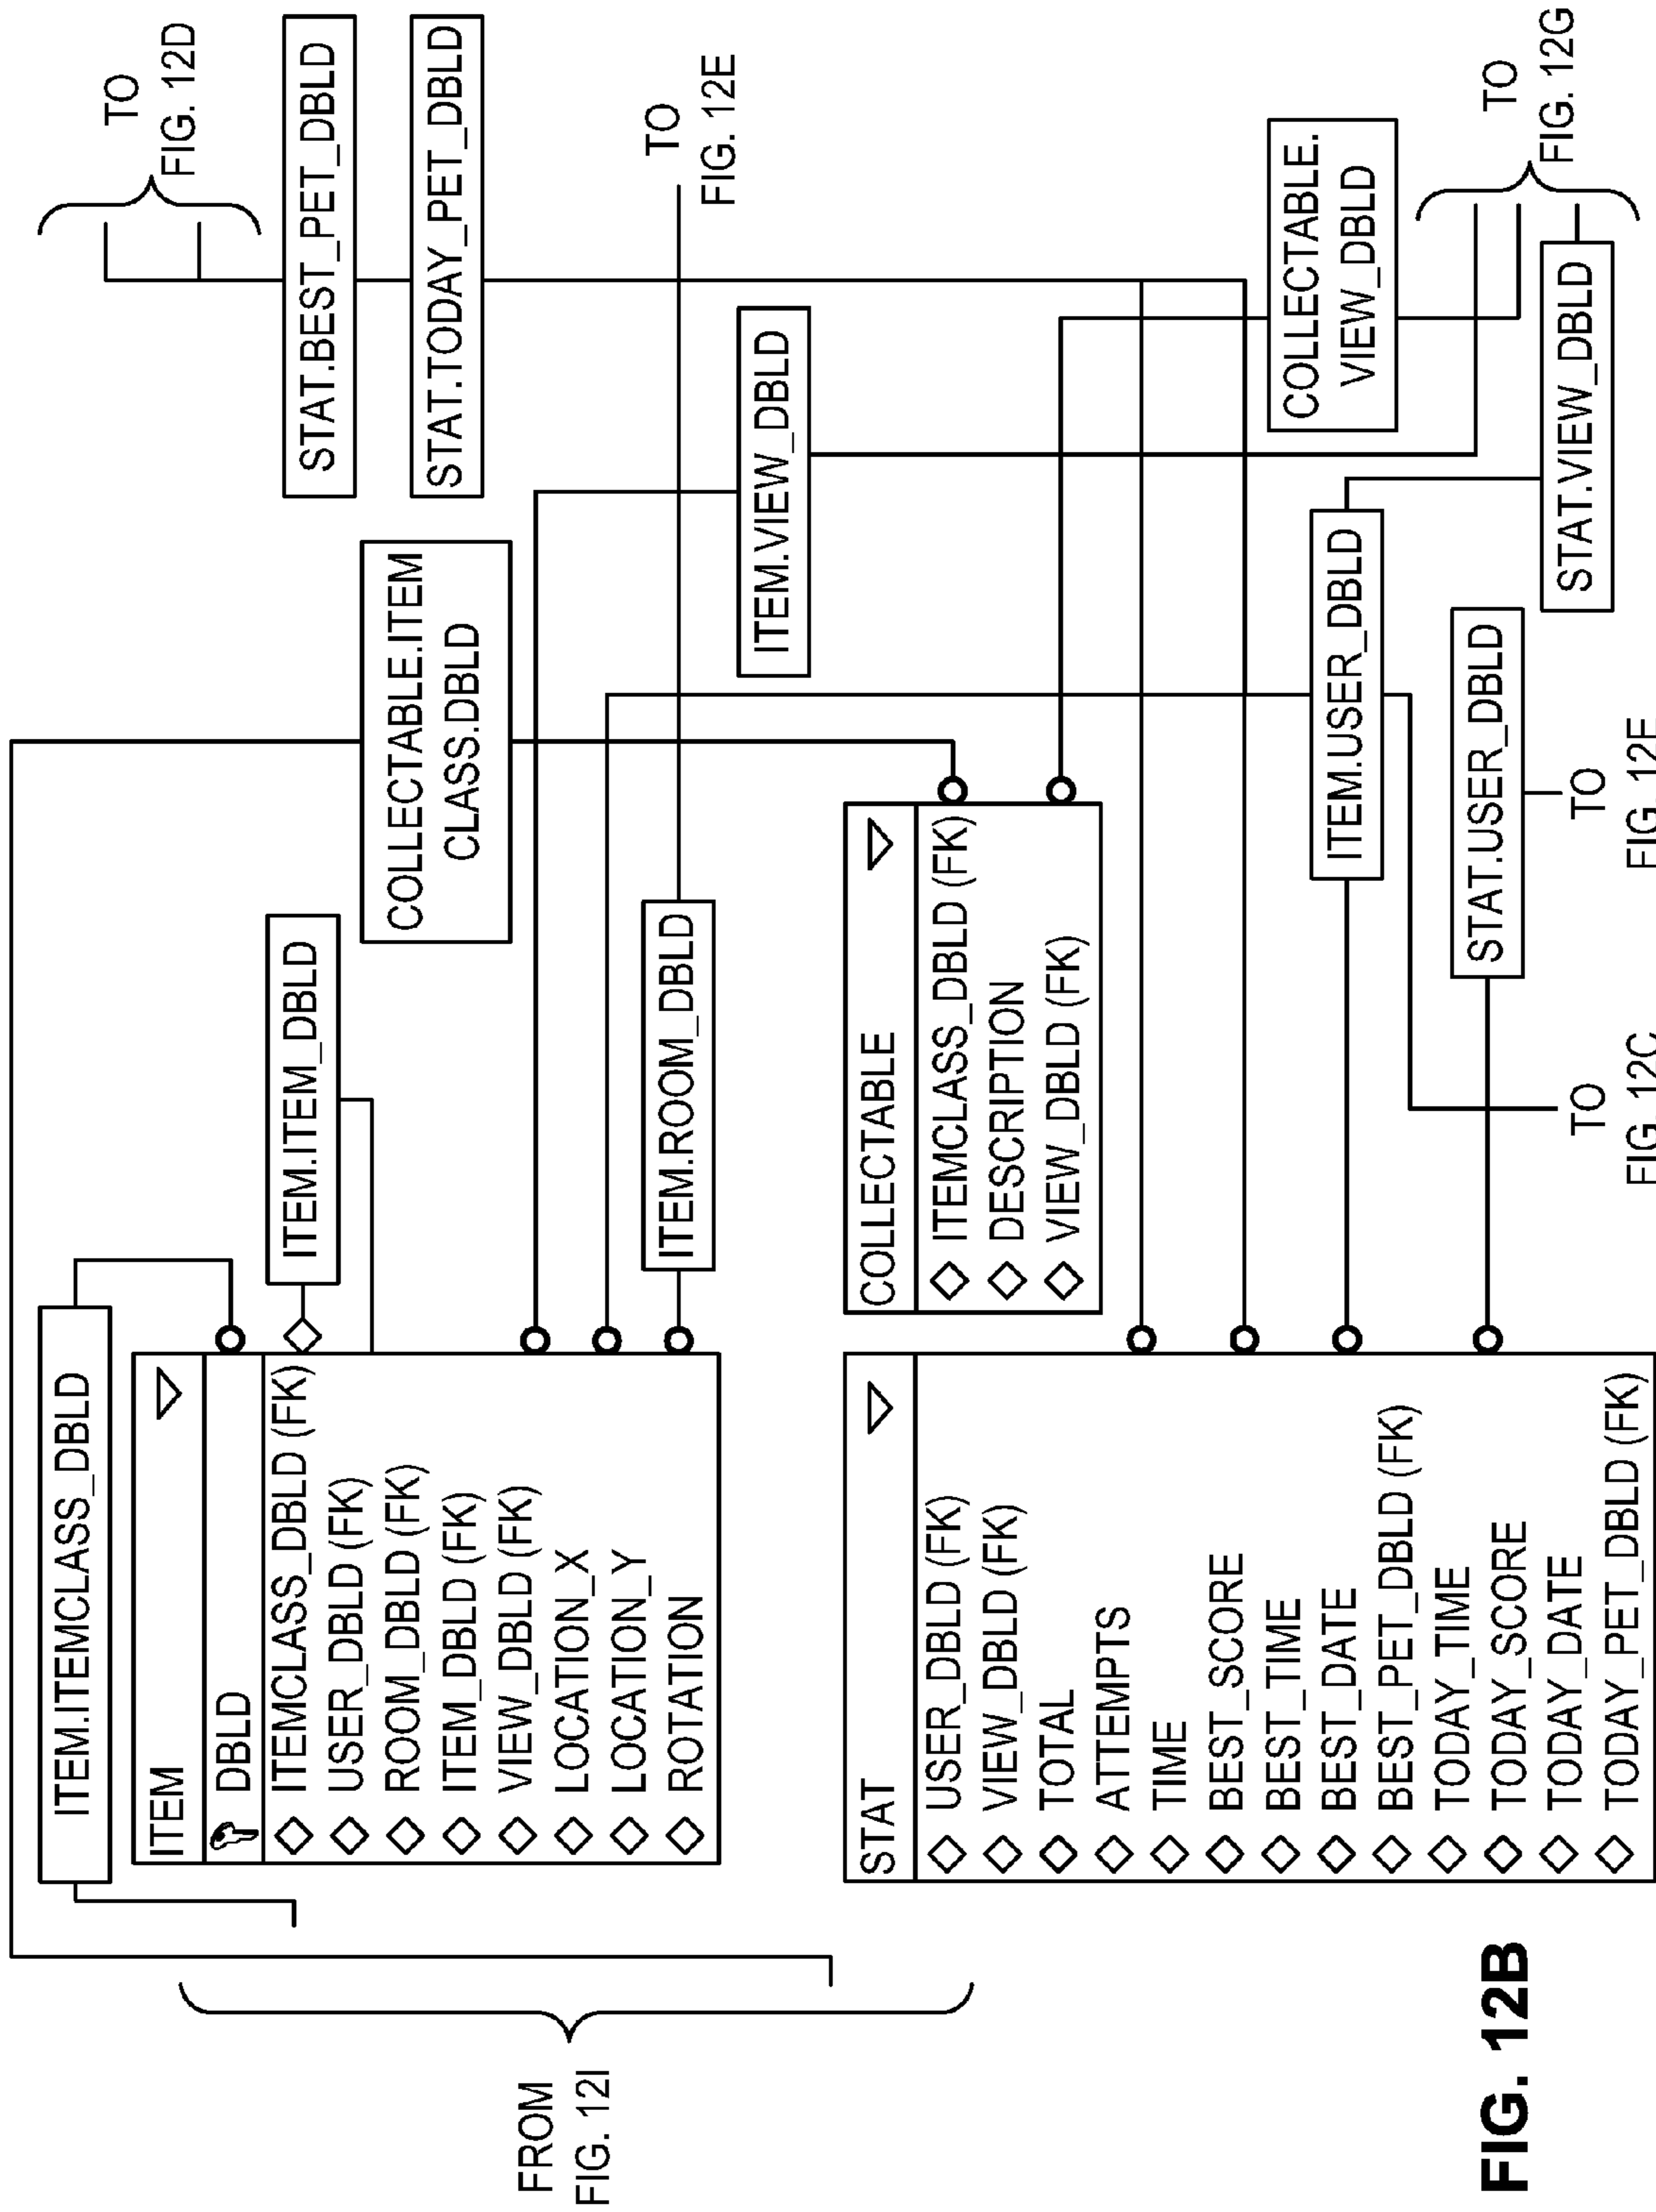 ITEM.ITEMCLASS_DBLD
ITEM
DBLD
ITEMCLASS_DBLD (FK)
USER_DBLD (FK)
ROOM_DBLD (FK)
ITEM_DBLD (FK)
VIEW_DBLD (FK)
LOCATION_X
LOCATION_Y
ROTATION
ITEM.ITEM_DBLD
COLLECTABLE.ITEM
CLASS.DBLD
ITEM.ROOM_DBLD
TO
FIG. 12D
STAT.BEST_PET_DBLD
STAT.TODAY_PET_DBLD
TO
FIG. 12E
ITEM.VIEW_DBLD
FROM
FIG. 12I
STAT
USER_DBLD (FK)
VIEW_DBLD (FK)
TOTAL
ATTEMPTS
TIME
BEST_SCORE
BEST_TIME
BEST_DATE
BEST_PET_DBLD (FK)
TODAY_TIME
TODAY_SCORE
TODAY_DATE
TODAY_PET_DBLD (FK)
COLLECTABLE
ITEMCLASS_DBLD (FK)
DESCRIPTION
VIEW_DBLD (FK)
COLLECTABLE.
VIEW_DBLD
ITEM.USER_DBLD
STAT.USER_DBLD
STAT.VIEW_DBLD
TO
FIG. 12G
TO
FIG. 12C
TO
FIG.
FIG. 12B